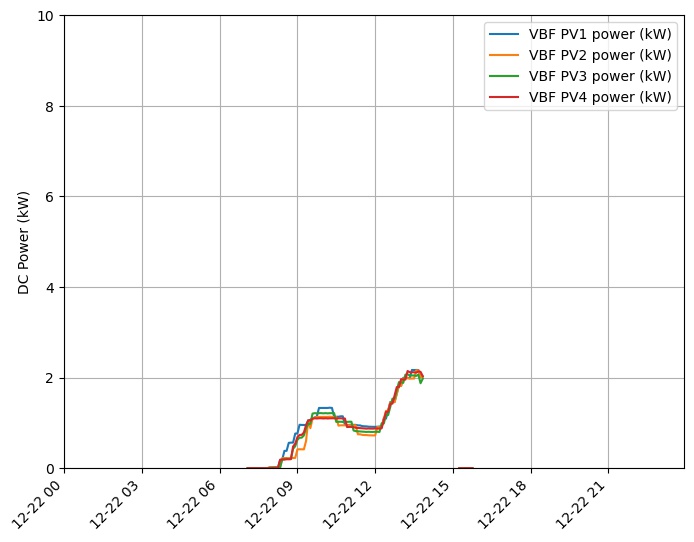 10
8
6
4
2
0
DC Power (kW)
VBF PV1 power (kW)
VBF PV2 power (kW)
VBF PV3 power (kW)
VBF PV4 power (kW)
12-22 00
12-22 03
12-22 06
12-22 09
12-22 12
12-22 15
12-22 18
12-22 21